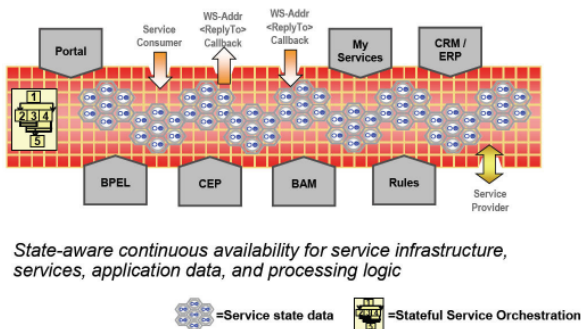 Service
Consumer
WS-Addr
<ReplyTo>
Callback
WS-Addr
<ReplyTo>
Callback
Portal
My
Services
CRM /
ERP
1
2 3 4
5
BPEL
CEP
BAM
Rules
Service
Provider
State-aware continuous availability for service infrastructure,
services, application data, and processing logic
=Service state data
=Stateful Service Orchestration